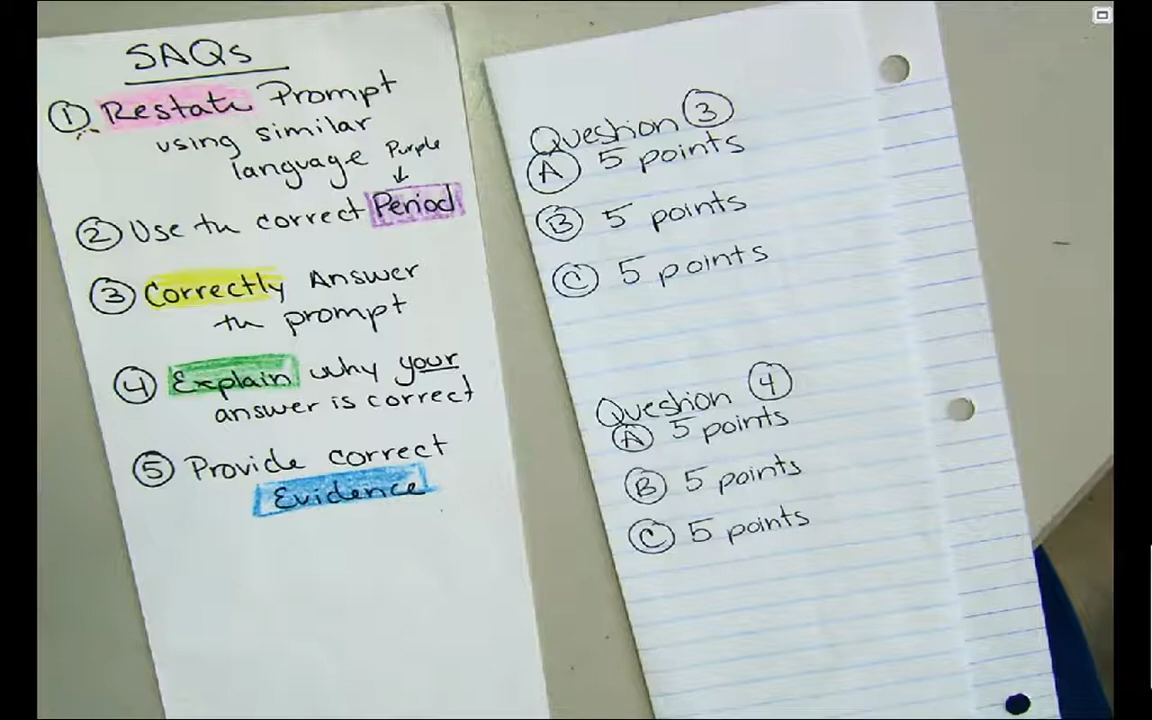 SAQs
① Restate Prompt
using similar
language Purple
↓
② Use the correct Period
③ Correctly Answer
the prompt
④ Explain why your
answer is correct
⑤ Provide correct
Evidence
Question ③
Ⓐ 5 points
Ⓑ 5 points
Ⓒ 5 points
Question ④
Ⓐ 5 points
Ⓑ 5 points
Ⓒ 5 points